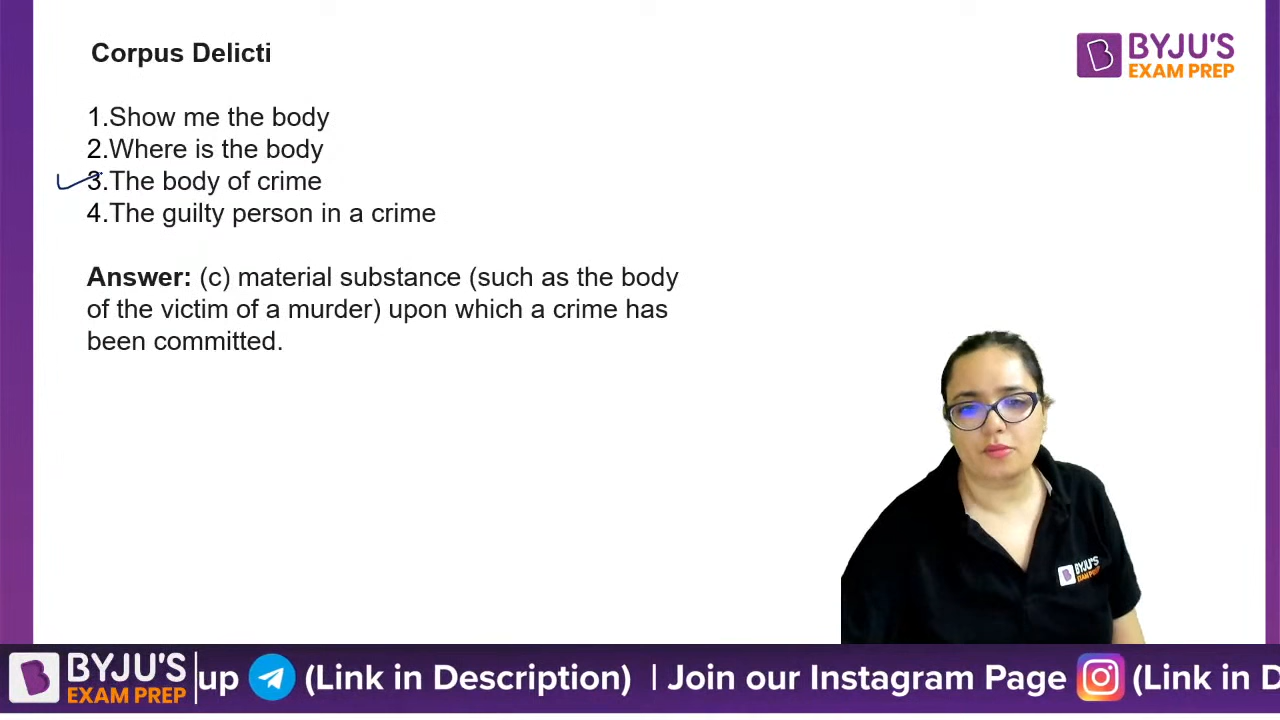 Corpus Delicti
BYJU'S
EXAM PREP
1.Show me the body
2.Where is the body
3.The body of crime
4.The guilty person in a crime
Answer: (c) material substance (such as the body
of the victim of a murder) upon which a crime has
been committed.
BYJU'S
EXAM PREP
BYJU'S
EXAM PREP
up (Link in Description) | Join our Instagram Page (Link in D